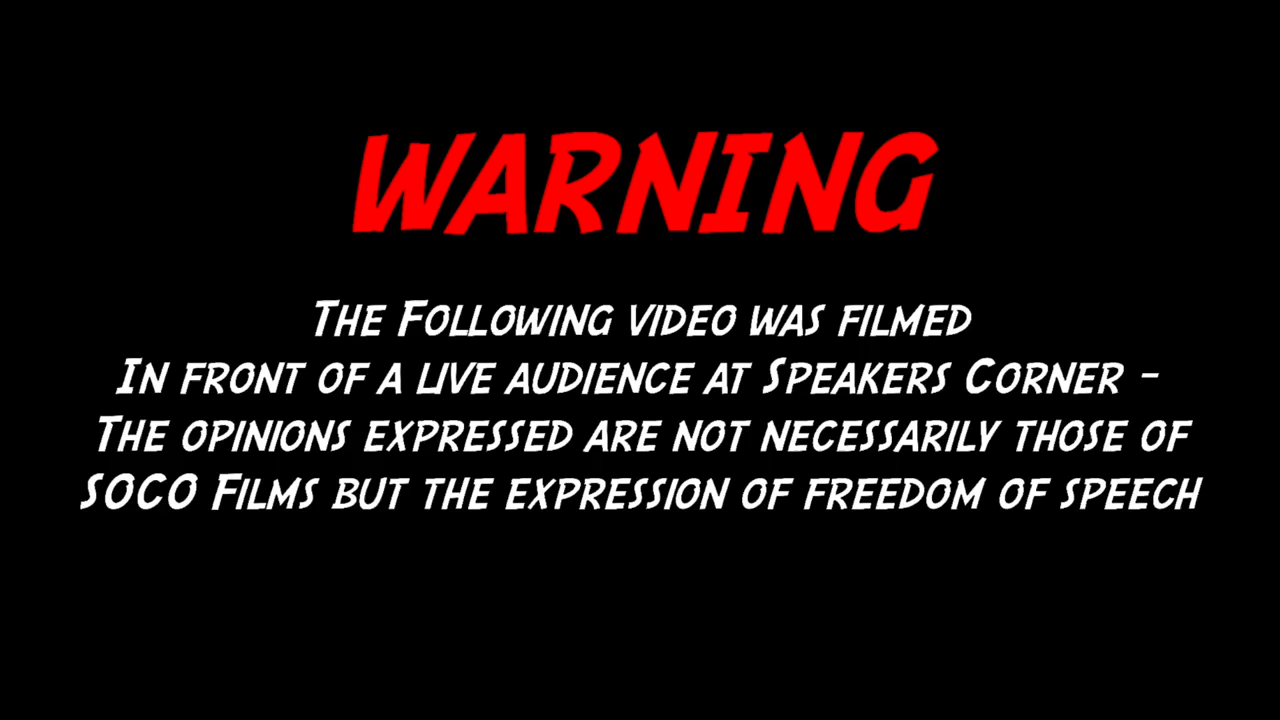 WARNING
The Following video was filmed
In front of a live audience at Speakers Corner -
The opinions expressed are not necessarily those of
SOCO Films but the expression of freedom of speech